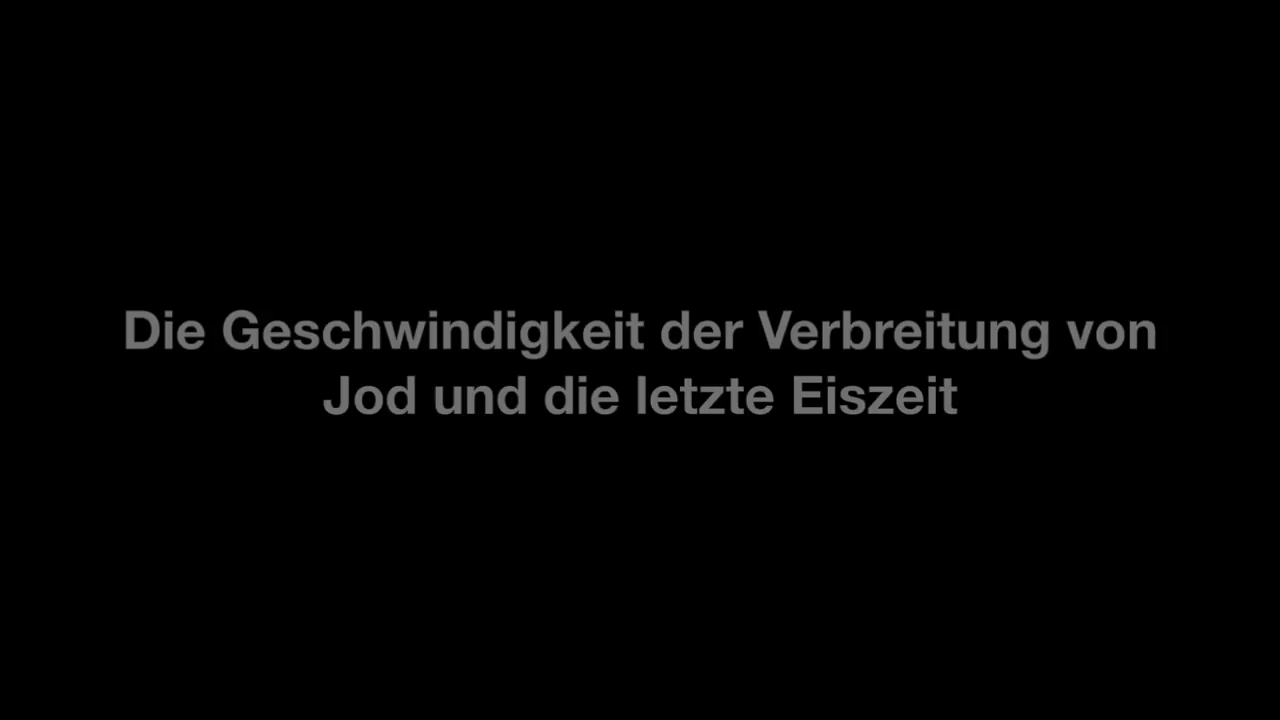 Die Geschwindigkeit der Verbreitung von
Jod und die letzte Eiszeit